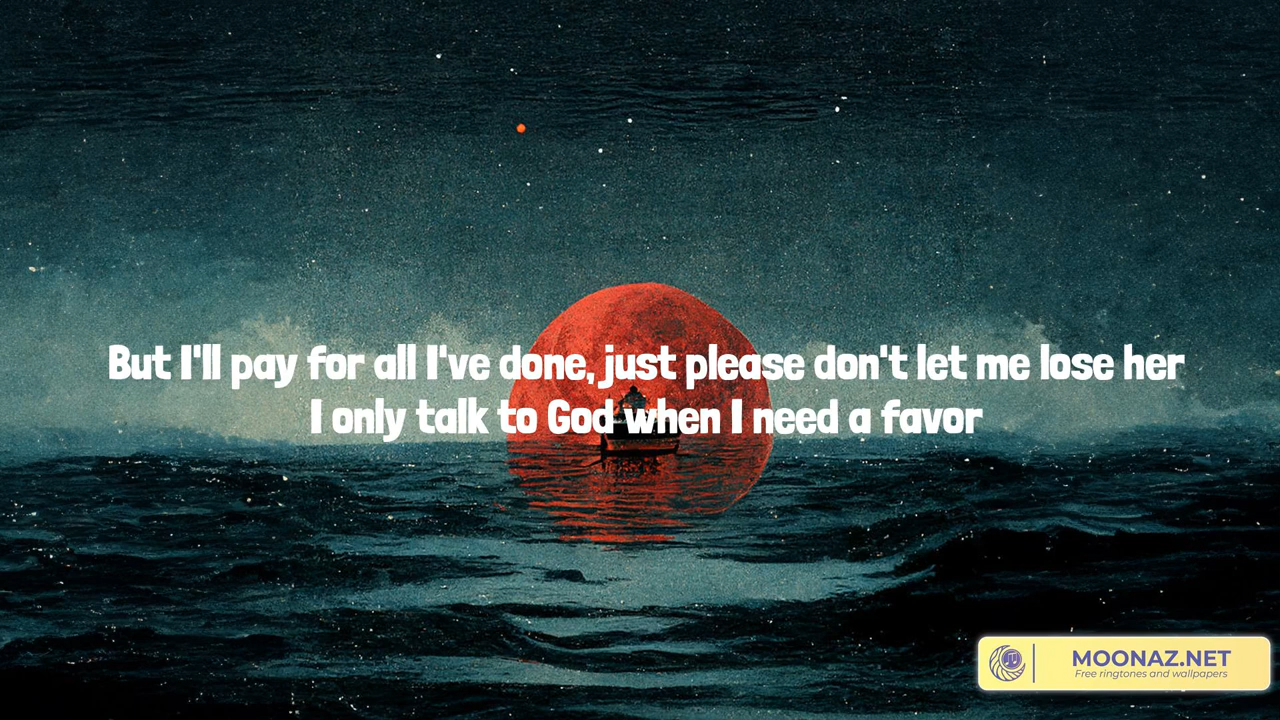 But I'll pay for all I've done, just please don't let me lose her
I only talk to God when I need a favor
MOONAZ.NET
Free ringtones and wallpapers